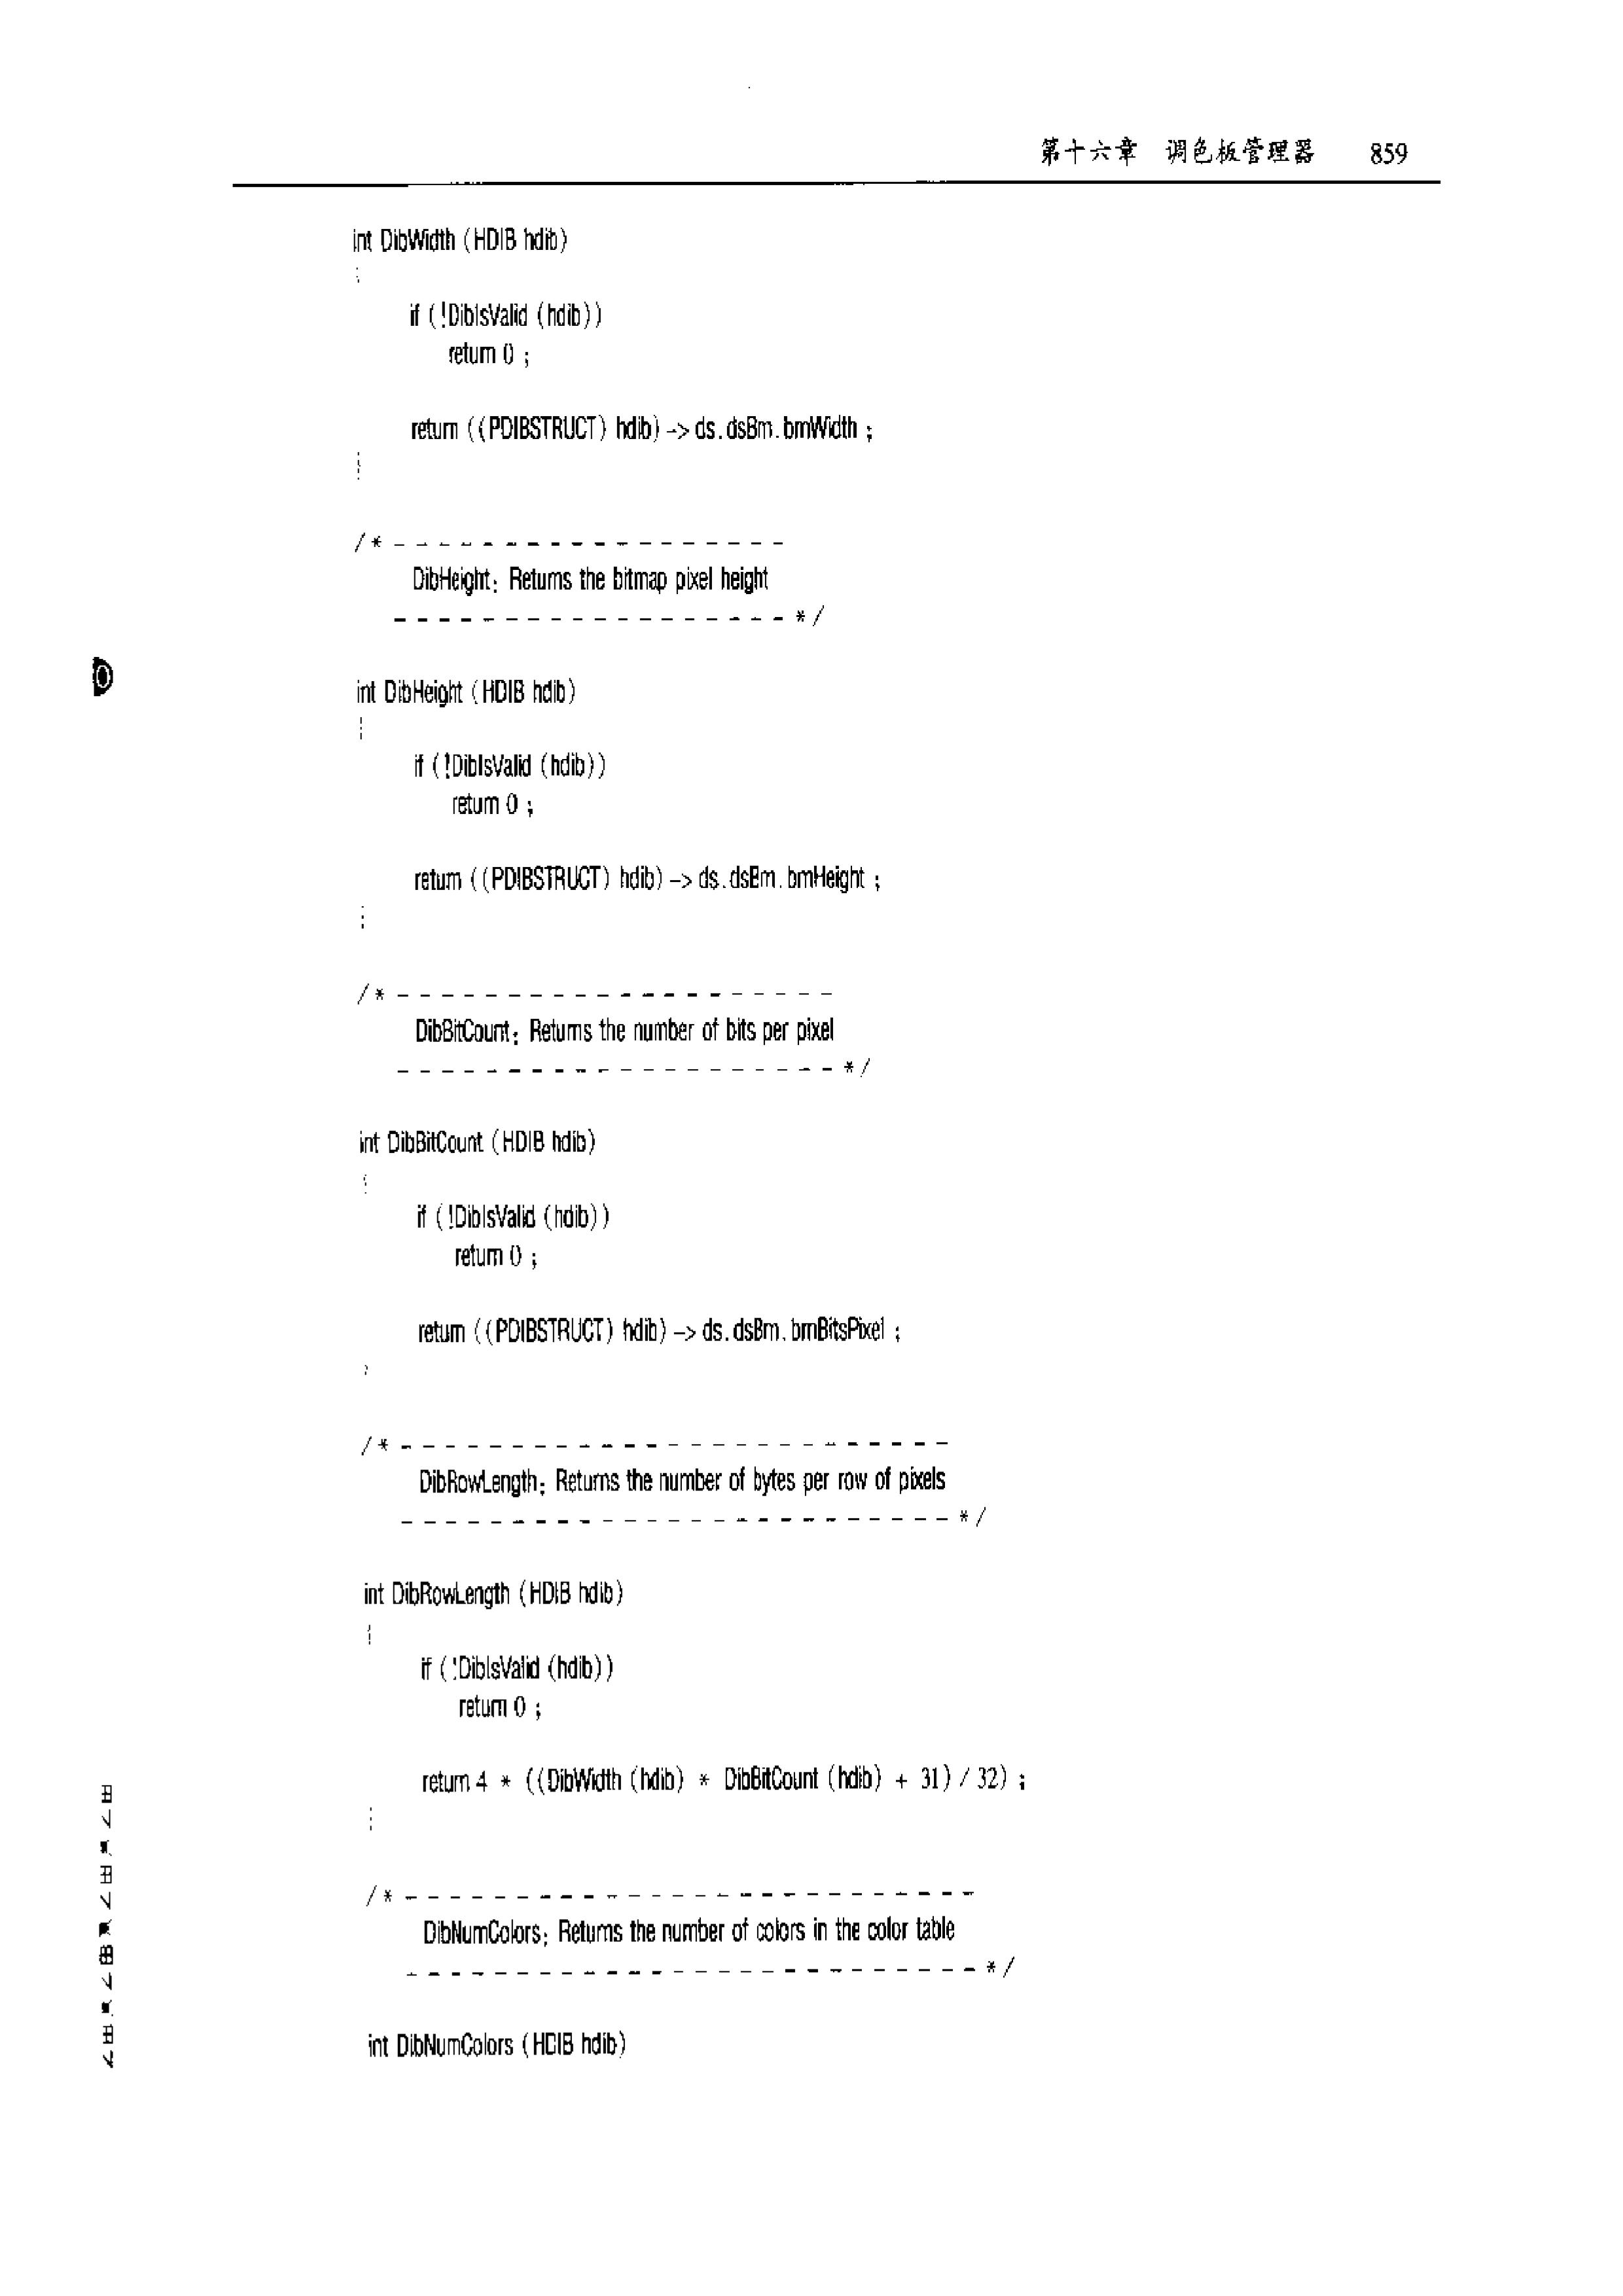 第十六章 调色板管理器 859
int DibWidth (HDIB hdib)
{
if (!DibIsValid (hdib))
return 0 ;
return ((PDIBSTRUCT) hdib)->ds.dsBm.bmWidth ;
}
/* - - - - - - - - - - - - - - - - - -
DibHeight: Returns the bitmap pixel height
- - - - - - - - - - - - - - - - - - */
int DibHeight (HDIB hdib)
{
if (!DibIsValid (hdib))
return 0 ;
return ((PDIBSTRUCT) hdib)->ds.dsBm.bmHeight ;
}
/* - - - - - - - - - - - - - - - - - - - -
DibBitCount: Returns the number of bits per pixel
- - - - - - - - - - - - - - - - - - - - */
int DibBitCount (HDIB hdib)
{
if (!DibIsValid (hdib))
return 0 ;
return ((PDIBSTRUCT) hdib)->ds.dsBm.bmBitsPixel ;
}
/* - - - - - - - - - - - - - - - - - - - - - - - - -
DibRowLength: Returns the number of bytes per row of pixels
- - - - - - - - - - - - - - - - - - - - - - - - - */
int DibRowLength (HDIB hdib)
{
if (!DibIsValid (hdib))
return 0 ;
return 4 * ((DibWidth (hdib) * DibBitCount (hdib) + 31) / 32) ;
}
/* - - - - - - - - - - - - - - - - - - - - - - - - - -
DibNumColors: Returns the number of colors in the color table
- - - - - - - - - - - - - - - - - - - - - - - - - - */
int DibNumColors (HDIB hdib)